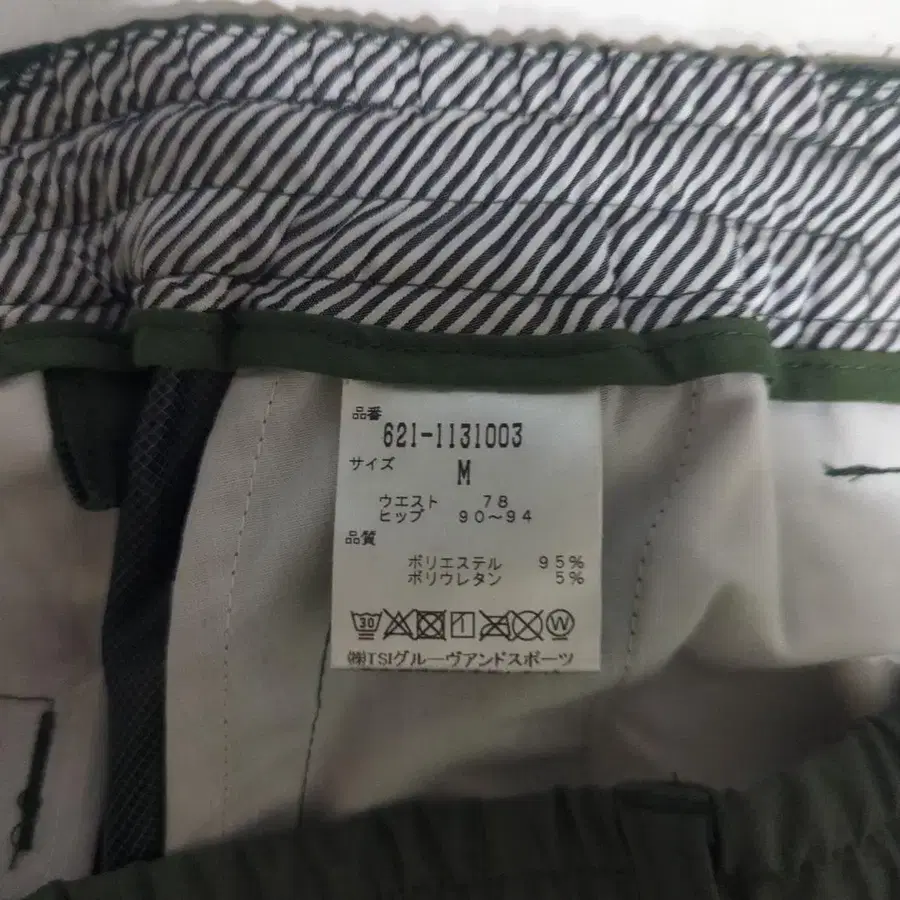 品番
621-1131003
サイズ
M
ウエスト 78
ヒップ 90~94
品質
ポリエステル 95%
ポリウレタン 5%
30 W
㈱TSIグルーヴアンドスポーツ